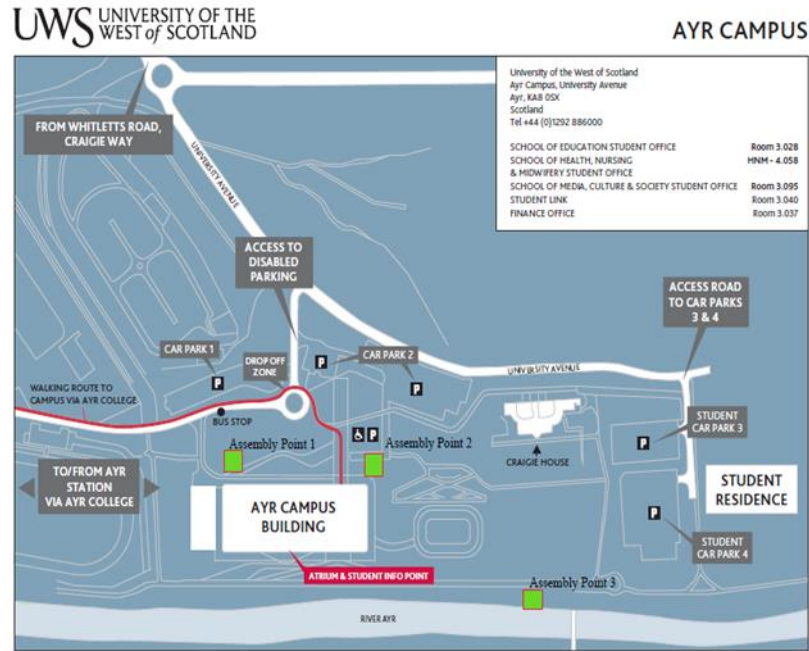 UWS UNIVERSITY OF THE
WEST of SCOTLAND
AYR CAMPUS
University of the West of Scotland
Ayr Campus, University Avenue
Ayr, KA8 0SX
Scotland
Tel +44 (0)1292 886000
SCHOOL OF EDUCATION STUDENT OFFICE Room 3.028
SCHOOL OF HEALTH, NURSING HNM - 4.058
& MIDWIFERY STUDENT OFFICE
SCHOOL OF MEDIA, CULTURE & SOCIETY STUDENT OFFICE Room 3.095
STUDENT LINK Room 3.040
FINANCE OFFICE Room 3.037
FROM WHITLETTS ROAD,
CRAIGIE WAY
UNIVERSITY AVENUE
ACCESS TO
DISABLED
PARKING
ACCESS ROAD
TO CAR PARKS
3 & 4
CAR PARK 1
P
DROP OFF
ZONE
P
CAR PARK 2
P
UNIVERSITY AVENUE
WALKING ROUTE TO
CAMPUS VIA AYR COLLEGE
BUS STOP
Assembly Point 1
P
Assembly Point 2
CRAIGIE HOUSE
P
STUDENT
CAR PARK 3
TO/FROM AYR
STATION
VIA AYR COLLEGE
AYR CAMPUS
BUILDING
STUDENT
RESIDENCE
P
STUDENT
CAR PARK 4
ATRIUM & STUDENT INFO POINT
Assembly Point 3
RIVER AYR